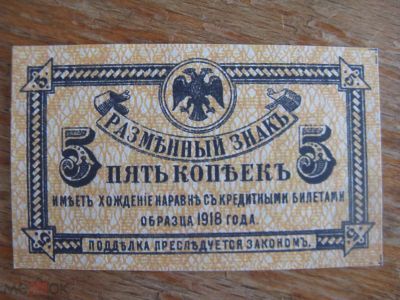 РАЗМѢННЫЙ ЗНАКЪ
5 ПЯТЬ КОПѢЕКЪ 5
ИМѢЕТЪ ХОЖДЕНІЕ НАРАВНѢ СЪ КРЕДИТНЫМИ БИЛЕТАМИ
ОБРАЗЦА 1918 ГОДА.
ПОДДѢЛКА ПРЕСЛѢДУЕТСЯ ЗАКОНОМЪ.